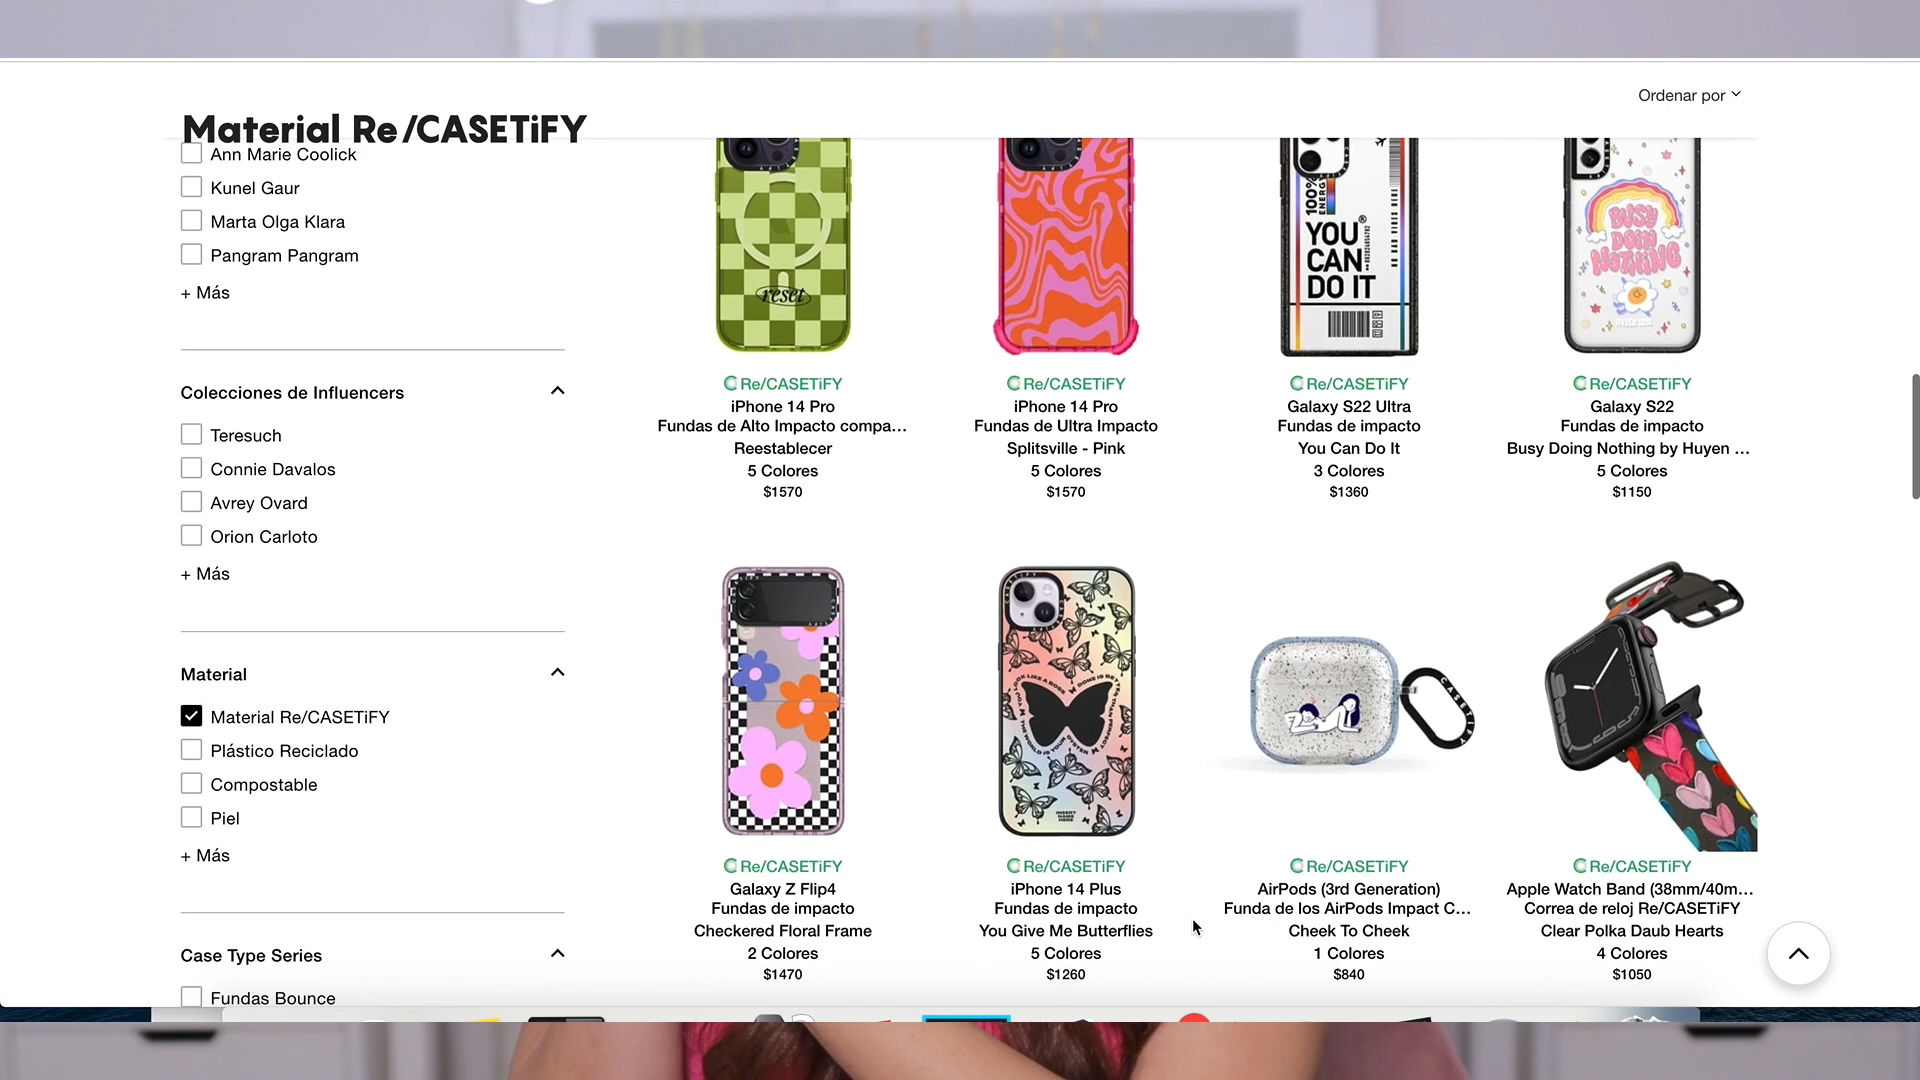 Ordenar por
Material Re/CASETiFY
Ann Marie Coolick
Kunel Gaur
Marta Olga Klara
Pangram Pangram
+ Más
Colecciones de Influencers
Teresuch
Connie Davalos
Avrey Ovard
Orion Carloto
+ Más
Material
Material Re/CASETiFY
Plástico Reciclado
Compostable
Piel
+ Más
Case Type Series
Fundas Bounce
reset
100%
ENERGY
YOU
CAN
DO IT
BUSY
DOiN
NOTHiNG
Re/CASETiFY
iPhone 14 Pro
Fundas de Alto Impacto compa...
Reestablecer
5 Colores
$1570
Re/CASETiFY
iPhone 14 Pro
Fundas de Ultra Impacto
Splitsville - Pink
5 Colores
$1570
Re/CASETiFY
Galaxy S22 Ultra
Fundas de impacto
You Can Do It
3 Colores
$1360
Re/CASETiFY
Galaxy S22
Fundas de impacto
Busy Doing Nothing by Huyen ...
5 Colores
$1150
INSERT
NAME
HERE
CASETiFY
Re/CASETiFY
Galaxy Z Flip4
Fundas de impacto
Checkered Floral Frame
2 Colores
$1470
Re/CASETiFY
iPhone 14 Plus
Fundas de impacto
You Give Me Butterflies
5 Colores
$1260
Re/CASETiFY
AirPods (3rd Generation)
Funda de los AirPods Impact C...
Cheek To Cheek
1 Colores
$840
Re/CASETiFY
Apple Watch Band (38mm/40m...
Correa de reloj Re/CASETiFY
Clear Polka Daub Hearts
4 Colores
$1050